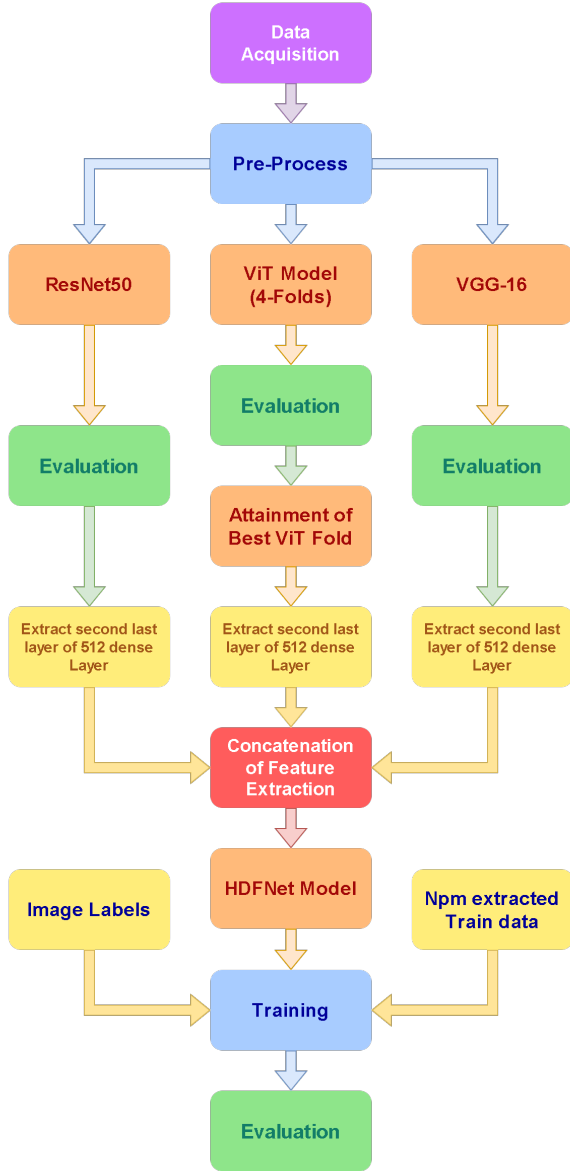 Data
Acquisition
Pre-Process
ResNet50
ViT Model
(4-Folds)
VGG-16
Evaluation
Evaluation
Evaluation
Attainment of
Best ViT Fold
Extract second last
layer of 512 dense
Layer
Extract second last
layer of 512 dense
Layer
Extract second last
layer of 512 dense
Layer
Concatenation
of Feature
Extraction
HDFNet Model
Image Labels
Npm extracted
Train data
Training
Evaluation